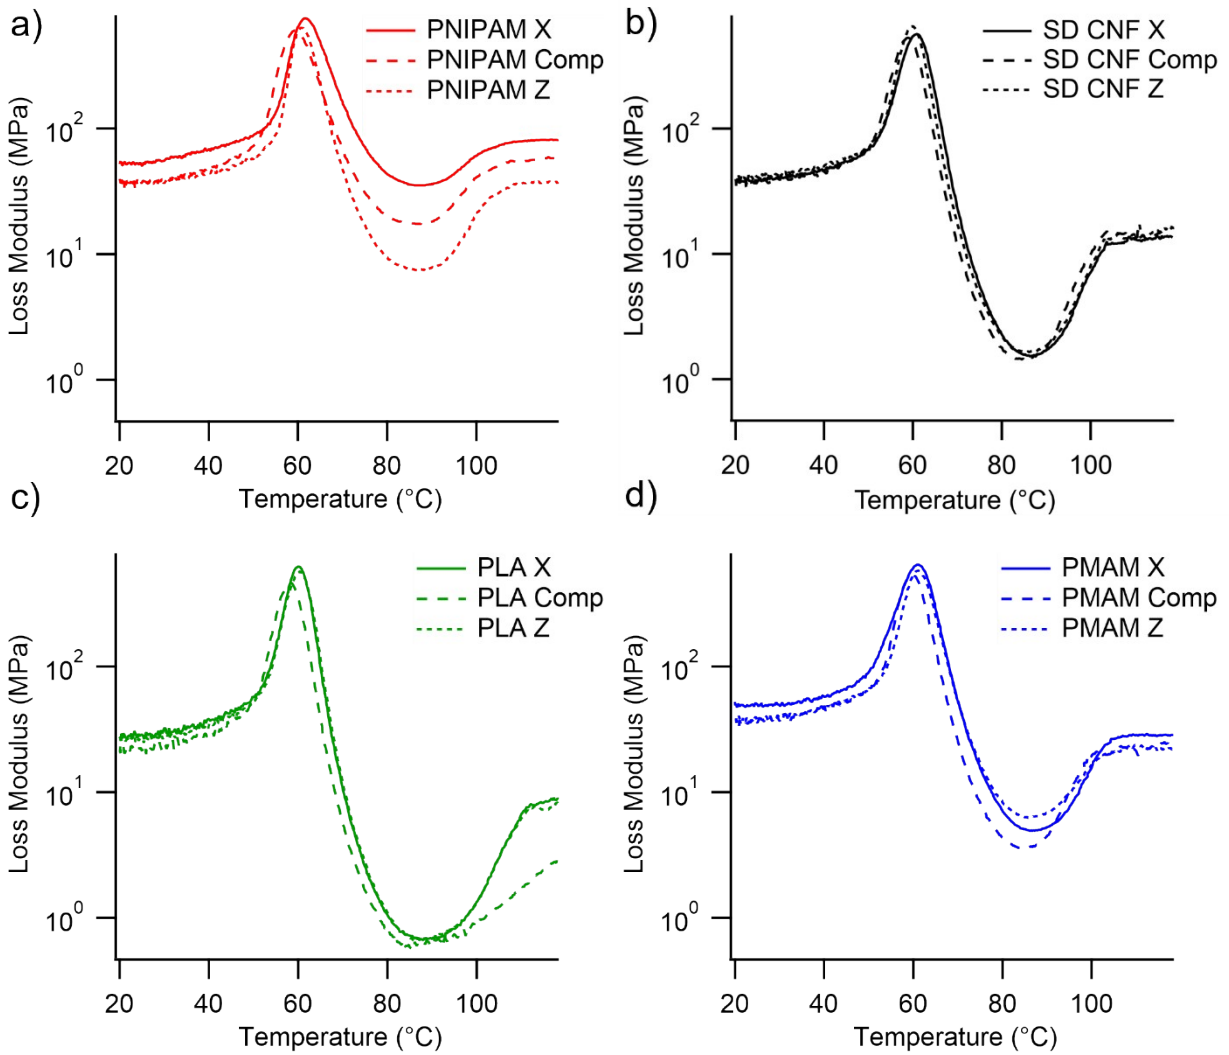 a)
PNIPAM X
PNIPAM Comp
PNIPAM Z
Loss Modulus (MPa)
10²
10¹
10⁰
20 40 60 80 100
Temperature (°C)
b)
SD CNF X
SD CNF Comp
SD CNF Z
Loss Modulus (MPa)
10²
10¹
10⁰
20 40 60 80 100
Temperature (°C)
c)
PLA X
PLA Comp
PLA Z
Loss Modulus (MPa)
10²
10¹
10⁰
20 40 60 80 100
Temperature (°C)
d)
PMAM X
PMAM Comp
PMAM Z
Loss Modulus (MPa)
10²
10¹
10⁰
20 40 60 80 100
Temperature (°C)